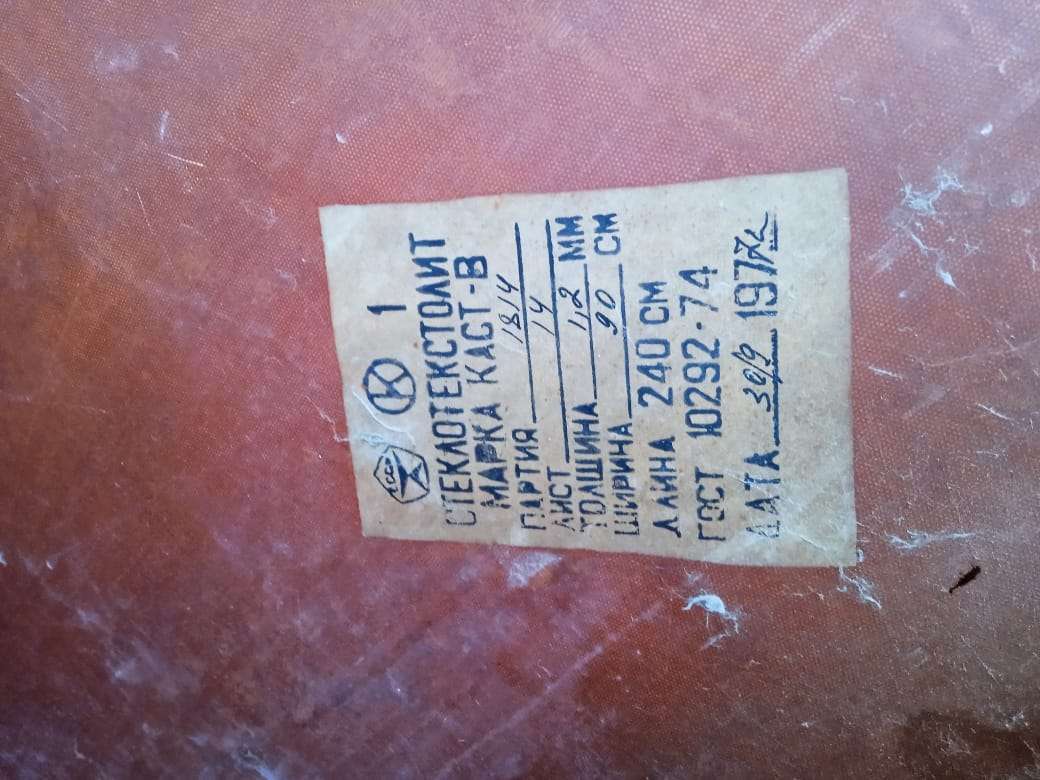 СССР К 1
СТЕКЛОТЕКСТОЛИТ
МАРКА КАСТ-В
ПАРТИЯ 1814
ЛИСТ 14
ТОЛЩИНА 1,2 ММ
ШИРИНА 90 СМ
ДЛИНА 240 СМ
ГОСТ 10292-74
ДАТА 30/9